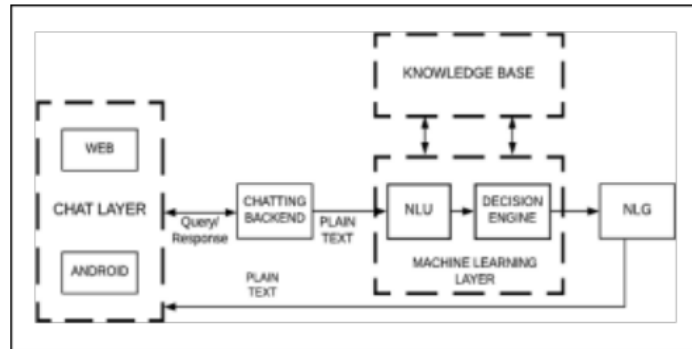 KNOWLEDGE BASE
WEB
CHAT LAYER
ANDROID
Query/
Response
CHATTING
BACKEND
PLAIN
TEXT
NLU
DECISION
ENGINE
MACHINE LEARNING
LAYER
NLG
PLAIN
TEXT